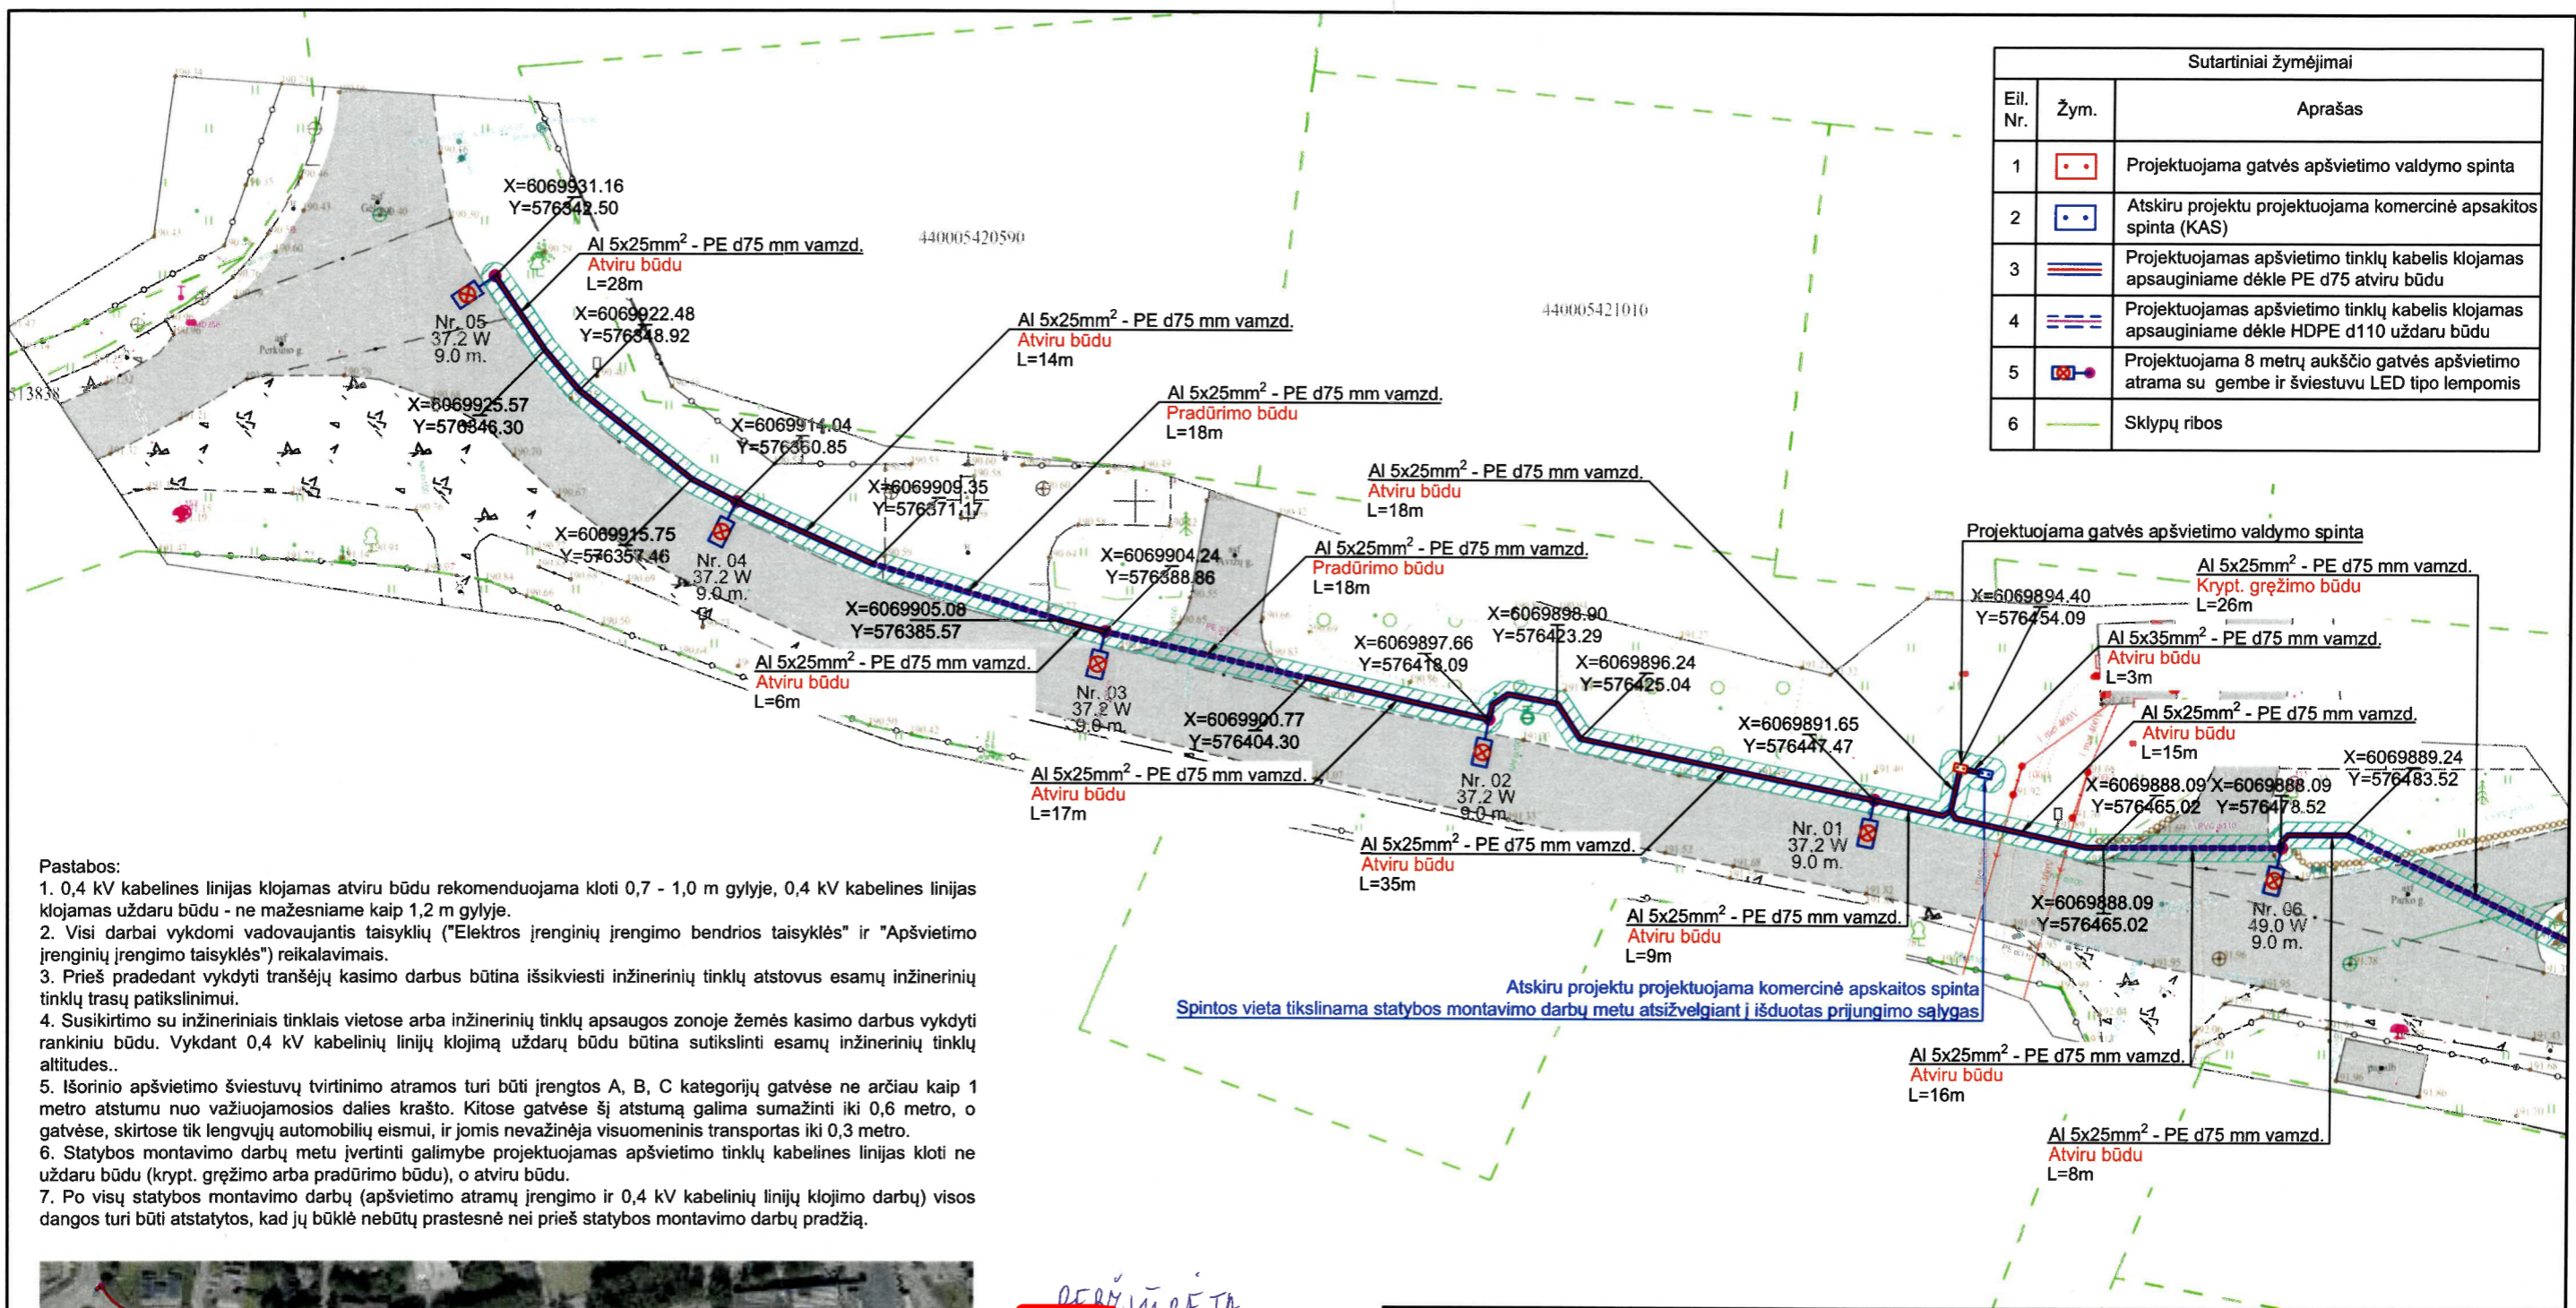 X=6069931.16
Y=576342.50
Al 5x25mm² - PE d75 mm vamzd.
Atviru būdu
L=28m
X=6069922.48
Y=576348.92
Nr. 05
37.2 W
9.0 m.
X=6069925.57
Y=576346.30
440005420590
440005421010
513838
Al 5x25mm² - PE d75 mm vamzd.
Atviru būdu
L=14m
Al 5x25mm² - PE d75 mm vamzd.
Pradūrimo būdu
L=18m
X=6069914.04
Y=576360.85
X=6069909.35
Y=576371.17
X=6069915.75
Y=576357.46
Nr. 04
37.2 W
9.0 m.
Al 5x25mm² - PE d75 mm vamzd.
Atviru būdu
L=18m
Al 5x25mm² - PE d75 mm vamzd.
Pradūrimo būdu
L=18m
X=6069904.24
Y=576388.86
X=6069905.08
Y=576385.57
Al 5x25mm² - PE d75 mm vamzd.
Atviru būdu
L=6m
Nr. 03
37.2 W
9.0 m.
X=6069900.77
Y=576404.30
Al 5x25mm² - PE d75 mm vamzd.
Atviru būdu
L=17m
X=6069897.66
Y=576418.09
X=6069898.90
Y=576423.29
X=6069896.24
Y=576425.04
Nr. 02
37.2 W
9.0 m.
X=6069891.65
Y=576447.47
Al 5x25mm² - PE d75 mm vamzd.
Atviru būdu
L=35m
Nr. 01
37.2 W
9.0 m.
Al 5x25mm² - PE d75 mm vamzd.
Atviru būdu
L=9m
Projektuojama gatvės apšvietimo valdymo spinta
X=6069894.40
Y=576454.09
Al 5x25mm² - PE d75 mm vamzd.
Krypt. gręžimo būdu
L=26m
Al 5x35mm² - PE d75 mm vamzd.
Atviru būdu
L=3m
Al 5x25mm² - PE d75 mm vamzd.
Atviru būdu
L=15m
X=6069888.09
Y=576465.02
X=6069888.09
Y=576478.52
X=6069889.24
Y=576483.52
X=6069888.09
Y=576465.02
Nr. 06
49.0 W
9.0 m.
Parko g.
Perkūno g.
Atskiru projektu projektuojama komercinė apskaitos spinta
Spintos vieta tikslinama statybos montavimo darbų metu atsižvelgiant į išduotas prijungimo sąlygas
Al 5x25mm² - PE d75 mm vamzd.
Atviru būdu
L=16m
Al 5x25mm² - PE d75 mm vamzd.
Atviru būdu
L=8m
Sutartiniai žymėjimai
Eil. Nr. Žym. Aprašas
1 Projektuojama gatvės apšvietimo valdymo spinta
2 Atskiru projektu projektuojama komercinė apsakitos
spinta (KAS)
3 Projektuojamas apšvietimo tinklų kabelis klojamas
apsauginiame dėkle PE d75 atviru būdu
4 Projektuojamas apšvietimo tinklų kabelis klojamas
apsauginiame dėkle HDPE d110 uždaru būdu
5 Projektuojama 8 metrų aukščio gatvės apšvietimo
atrama su gembe ir šviestuvu LED tipo lempomis
6 Sklypų ribos
Pastabos:
1. 0,4 kV kabelines linijas klojamas atviru būdu rekomenduojama kloti 0,7 - 1,0 m gylyje, 0,4 kV kabelines linijas
klojamas uždaru būdu - ne mažesniame kaip 1,2 m gylyje.
2. Visi darbai vykdomi vadovaujantis taisyklių ("Elektros įrenginių įrengimo bendrios taisyklės" ir "Apšvietimo
įrenginių įrengimo taisyklės") reikalavimais.
3. Prieš pradedant vykdyti tranšėjų kasimo darbus būtina išsikviesti inžinerinių tinklų atstovus esamų inžinerinių
tinklų trasų patikslinimui.
4. Susikirtimo su inžineriniais tinklais vietose arba inžinerinių tinklų apsaugos zonoje žemės kasimo darbus vykdyti
rankiniu būdu. Vykdant 0,4 kV kabelinių linijų klojimą uždarų būdu būtina sutikslinti esamų inžinerinių tinklų
altitudes..
5. Išorinio apšvietimo šviestuvų tvirtinimo atramos turi būti įrengtos A, B, C kategorijų gatvėse ne arčiau kaip 1
metro atstumu nuo važiuojamosios dalies krašto. Kitose gatvėse šį atstumą galima sumažinti iki 0,6 metro, o
gatvėse, skirtose tik lengvųjų automobilių eismui, ir jomis nevažinėja visuomeninis transportas iki 0,3 metro.
6. Statybos montavimo darbų metu įvertinti galimybe projektuojamas apšvietimo tinklų kabelines linijas kloti ne
uždaru būdu (krypt. gręžimo arba pradūrimo būdu), o atviru būdu.
7. Po visų statybos montavimo darbų (apšvietimo atramų įrengimo ir 0,4 kV kabelinių linijų klojimo darbų) visos
dangos turi būti atstatytos, kad jų būklė nebūtų prastesnė nei prieš statybos montavimo darbų pradžią.